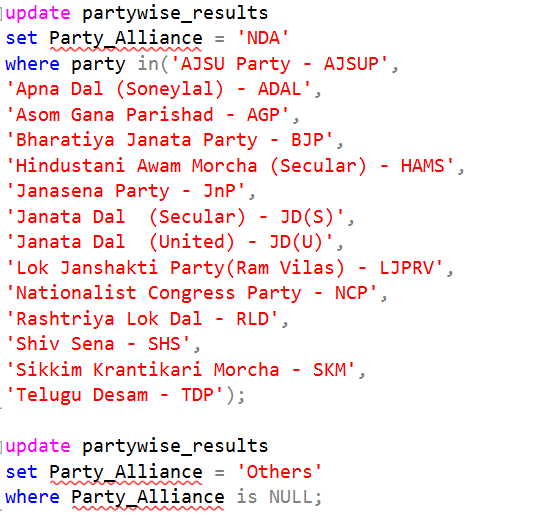 update partywise_results
set Party_Alliance = 'NDA'
where party in('AJSU Party - AJSUP',
'Apna Dal (Soneylal) - ADAL',
'Asom Gana Parishad - AGP',
'Bharatiya Janata Party - BJP',
'Hindustani Awam Morcha (Secular) - HAMS',
'Janasena Party - JnP',
'Janata Dal  (Secular) - JD(S)',
'Janata Dal  (United) - JD(U)',
'Lok Janshakti Party(Ram Vilas) - LJPRV',
'Nationalist Congress Party - NCP',
'Rashtriya Lok Dal - RLD',
'Shiv Sena - SHS',
'Sikkim Krantikari Morcha - SKM',
'Telugu Desam - TDP');
update partywise_results
set Party_Alliance = 'Others'
where Party_Alliance is NULL;